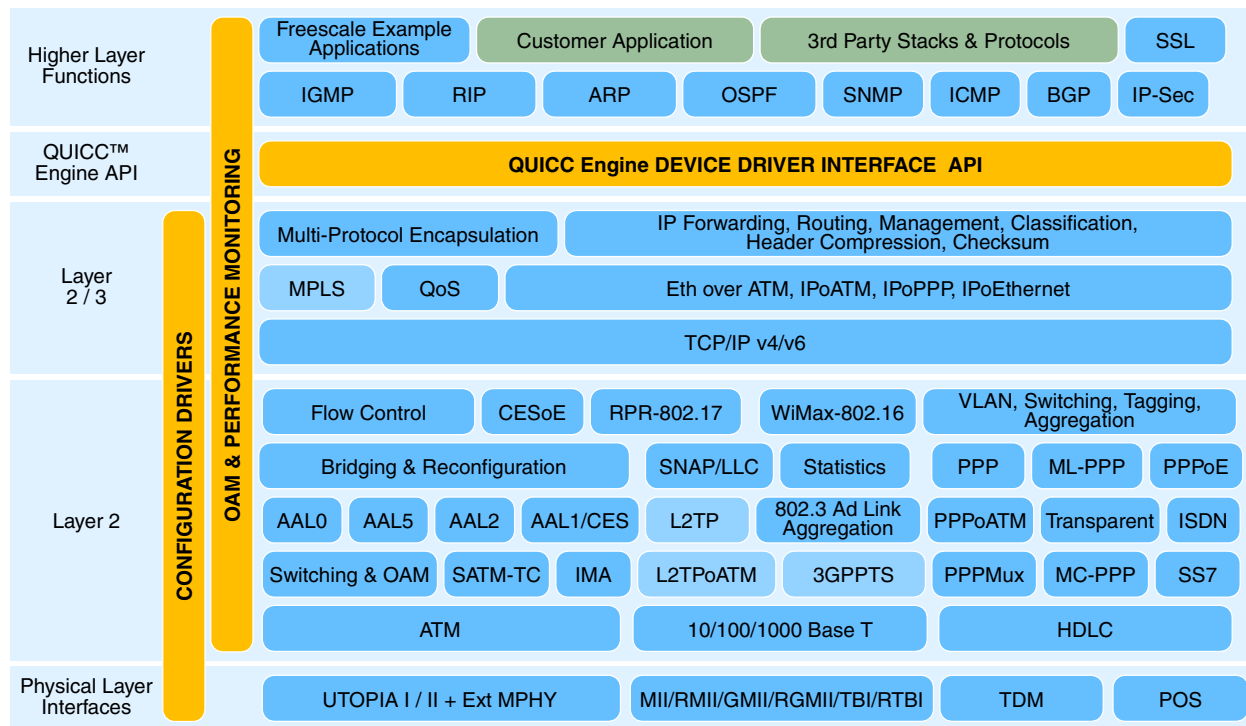 Higher Layer
Functions
Freescale Example
Applications
Customer Application
3rd Party Stacks & Protocols
SSL
IGMP
RIP
ARP
OSPF
SNMP
ICMP
BGP
IP-Sec
QUICC™
Engine API
QUICC Engine DEVICE DRIVER INTERFACE API
OAM & PERFORMANCE MONITORING
CONFIGURATION DRIVERS
Layer
2 / 3
Multi-Protocol Encapsulation
IP Forwarding, Routing, Management, Classification,
Header Compression, Checksum
MPLS
QoS
Eth over ATM, IPoATM, IPoPPP, IPoEthernet
TCP/IP v4/v6
Layer 2
Flow Control
CESoE
RPR-802.17
WiMax-802.16
VLAN, Switching, Tagging,
Aggregation
Bridging & Reconfiguration
SNAP/LLC
Statistics
PPP
ML-PPP
PPPoE
AAL0
AAL5
AAL2
AAL1/CES
L2TP
802.3 Ad Link
Aggregation
PPPoATM
Transparent
ISDN
Switching & OAM
SATM-TC
IMA
L2TPoATM
3GPPTS
PPPMux
MC-PPP
SS7
ATM
10/100/1000 Base T
HDLC
Physical Layer
Interfaces
UTOPIA I / II + Ext MPHY
MII/RMII/GMII/RGMII/TBI/RTBI
TDM
POS